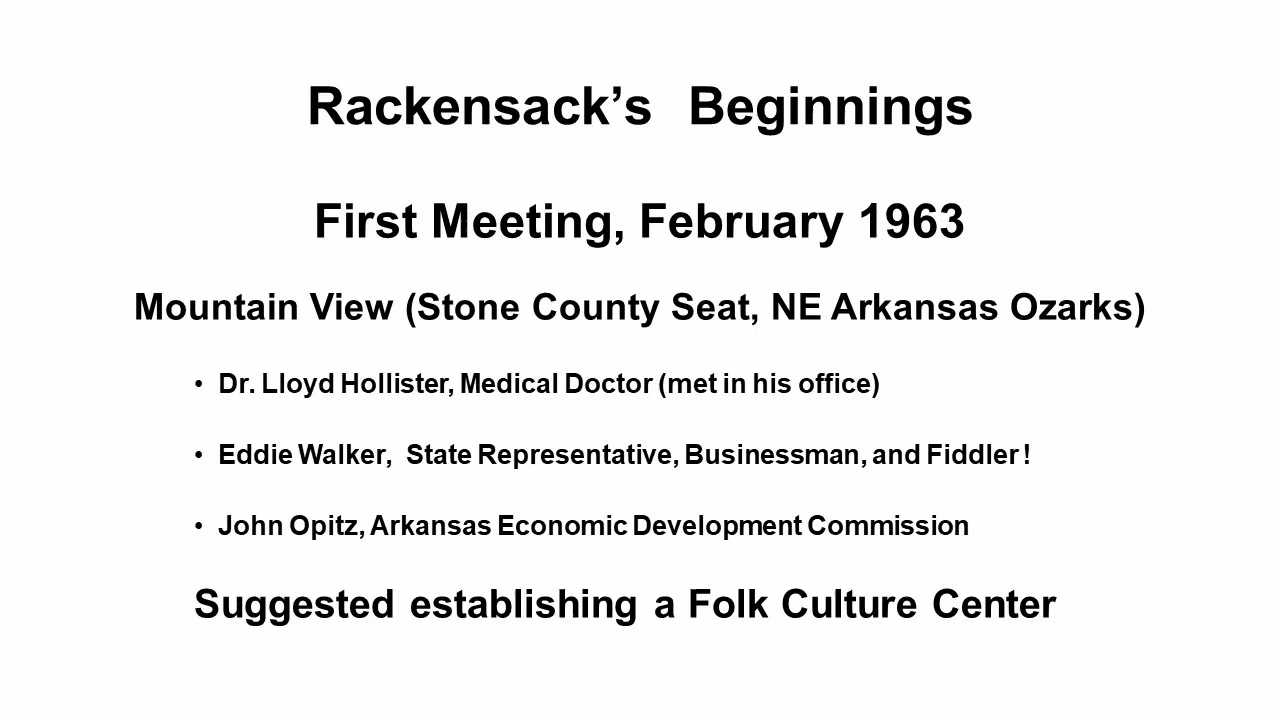 Rackensack’s Beginnings
First Meeting, February 1963
Mountain View (Stone County Seat, NE Arkansas Ozarks)
• Dr. Lloyd Hollister, Medical Doctor (met in his office)
• Eddie Walker, State Representative, Businessman, and Fiddler !
• John Opitz, Arkansas Economic Development Commission
Suggested establishing a Folk Culture Center